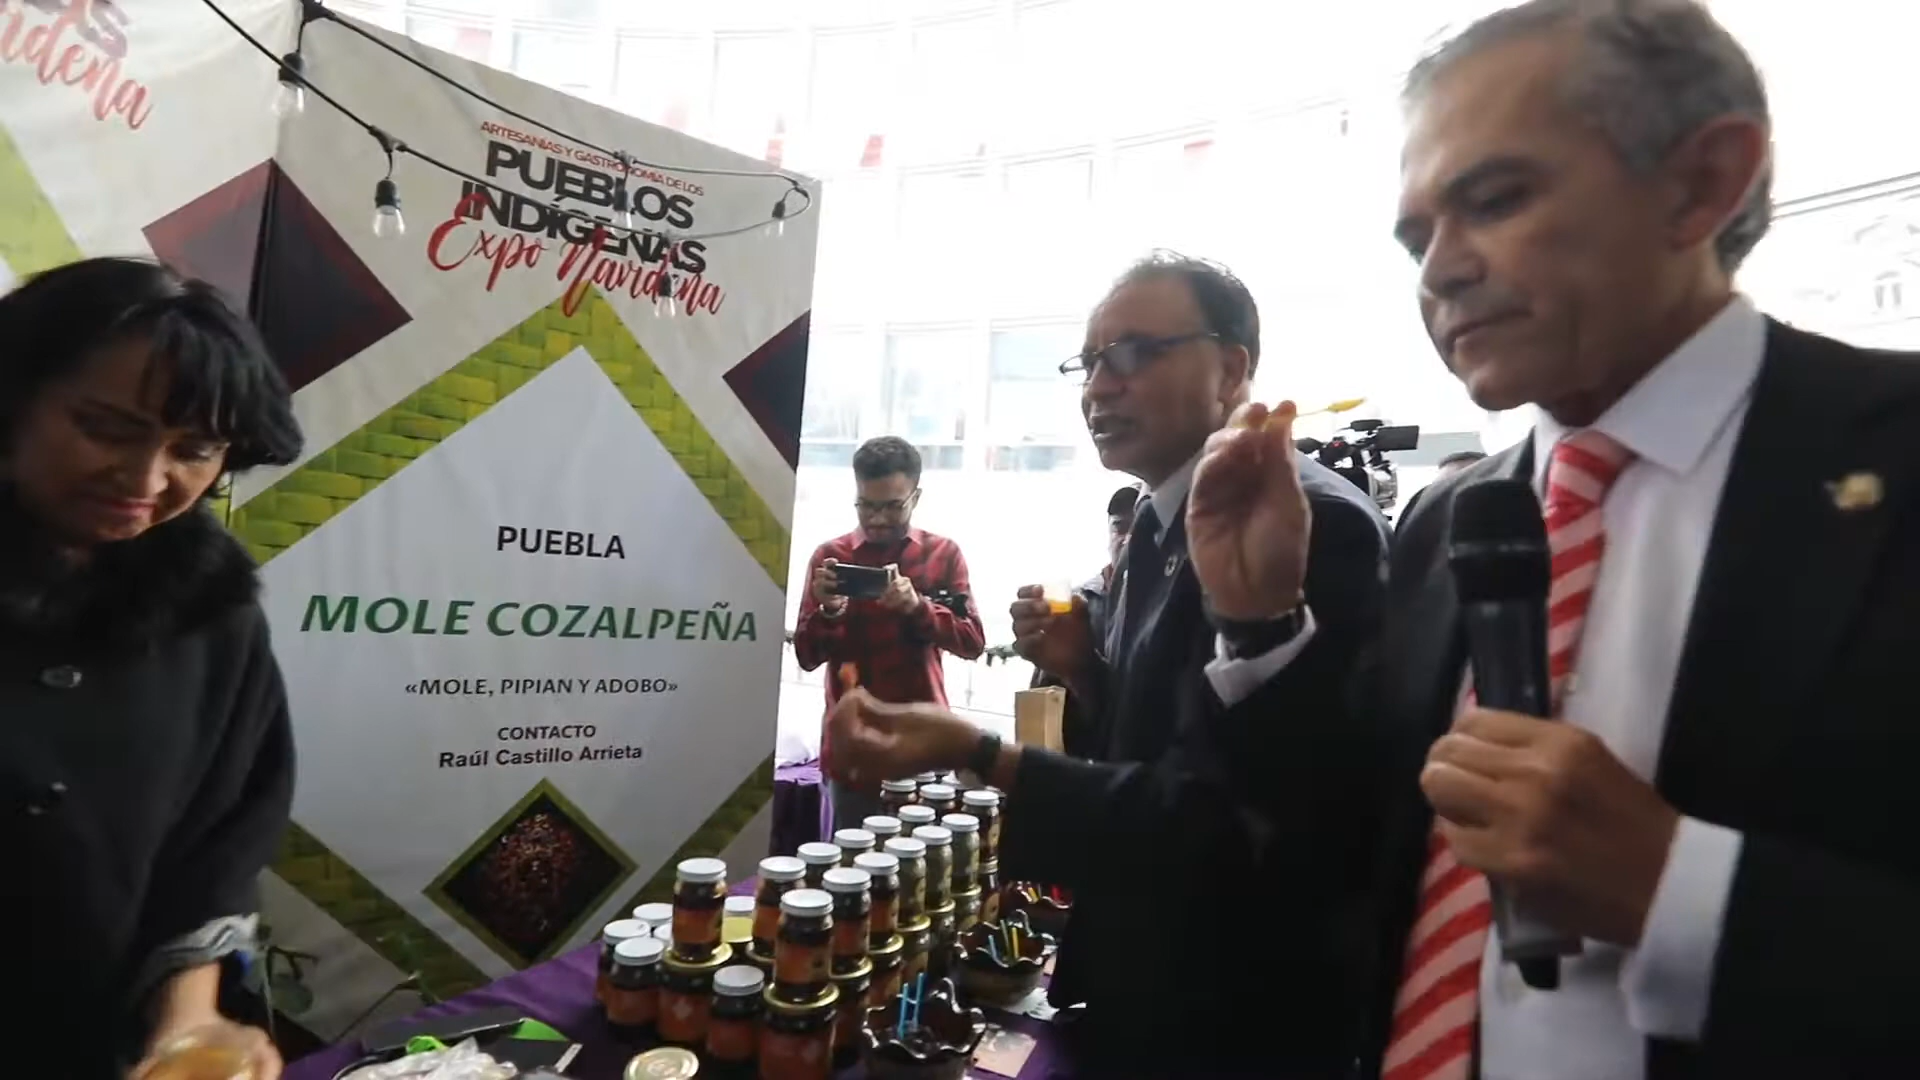 ARTESANÍAS Y GASTRONOMÍA DE LOS
PUEBLOS
INDÍGENAS
Expo Navideña
PUEBLA
MOLE COZALPEÑA
«MOLE, PIPIAN Y ADOBO»
CONTACTO
Raúl Castillo Arrieta